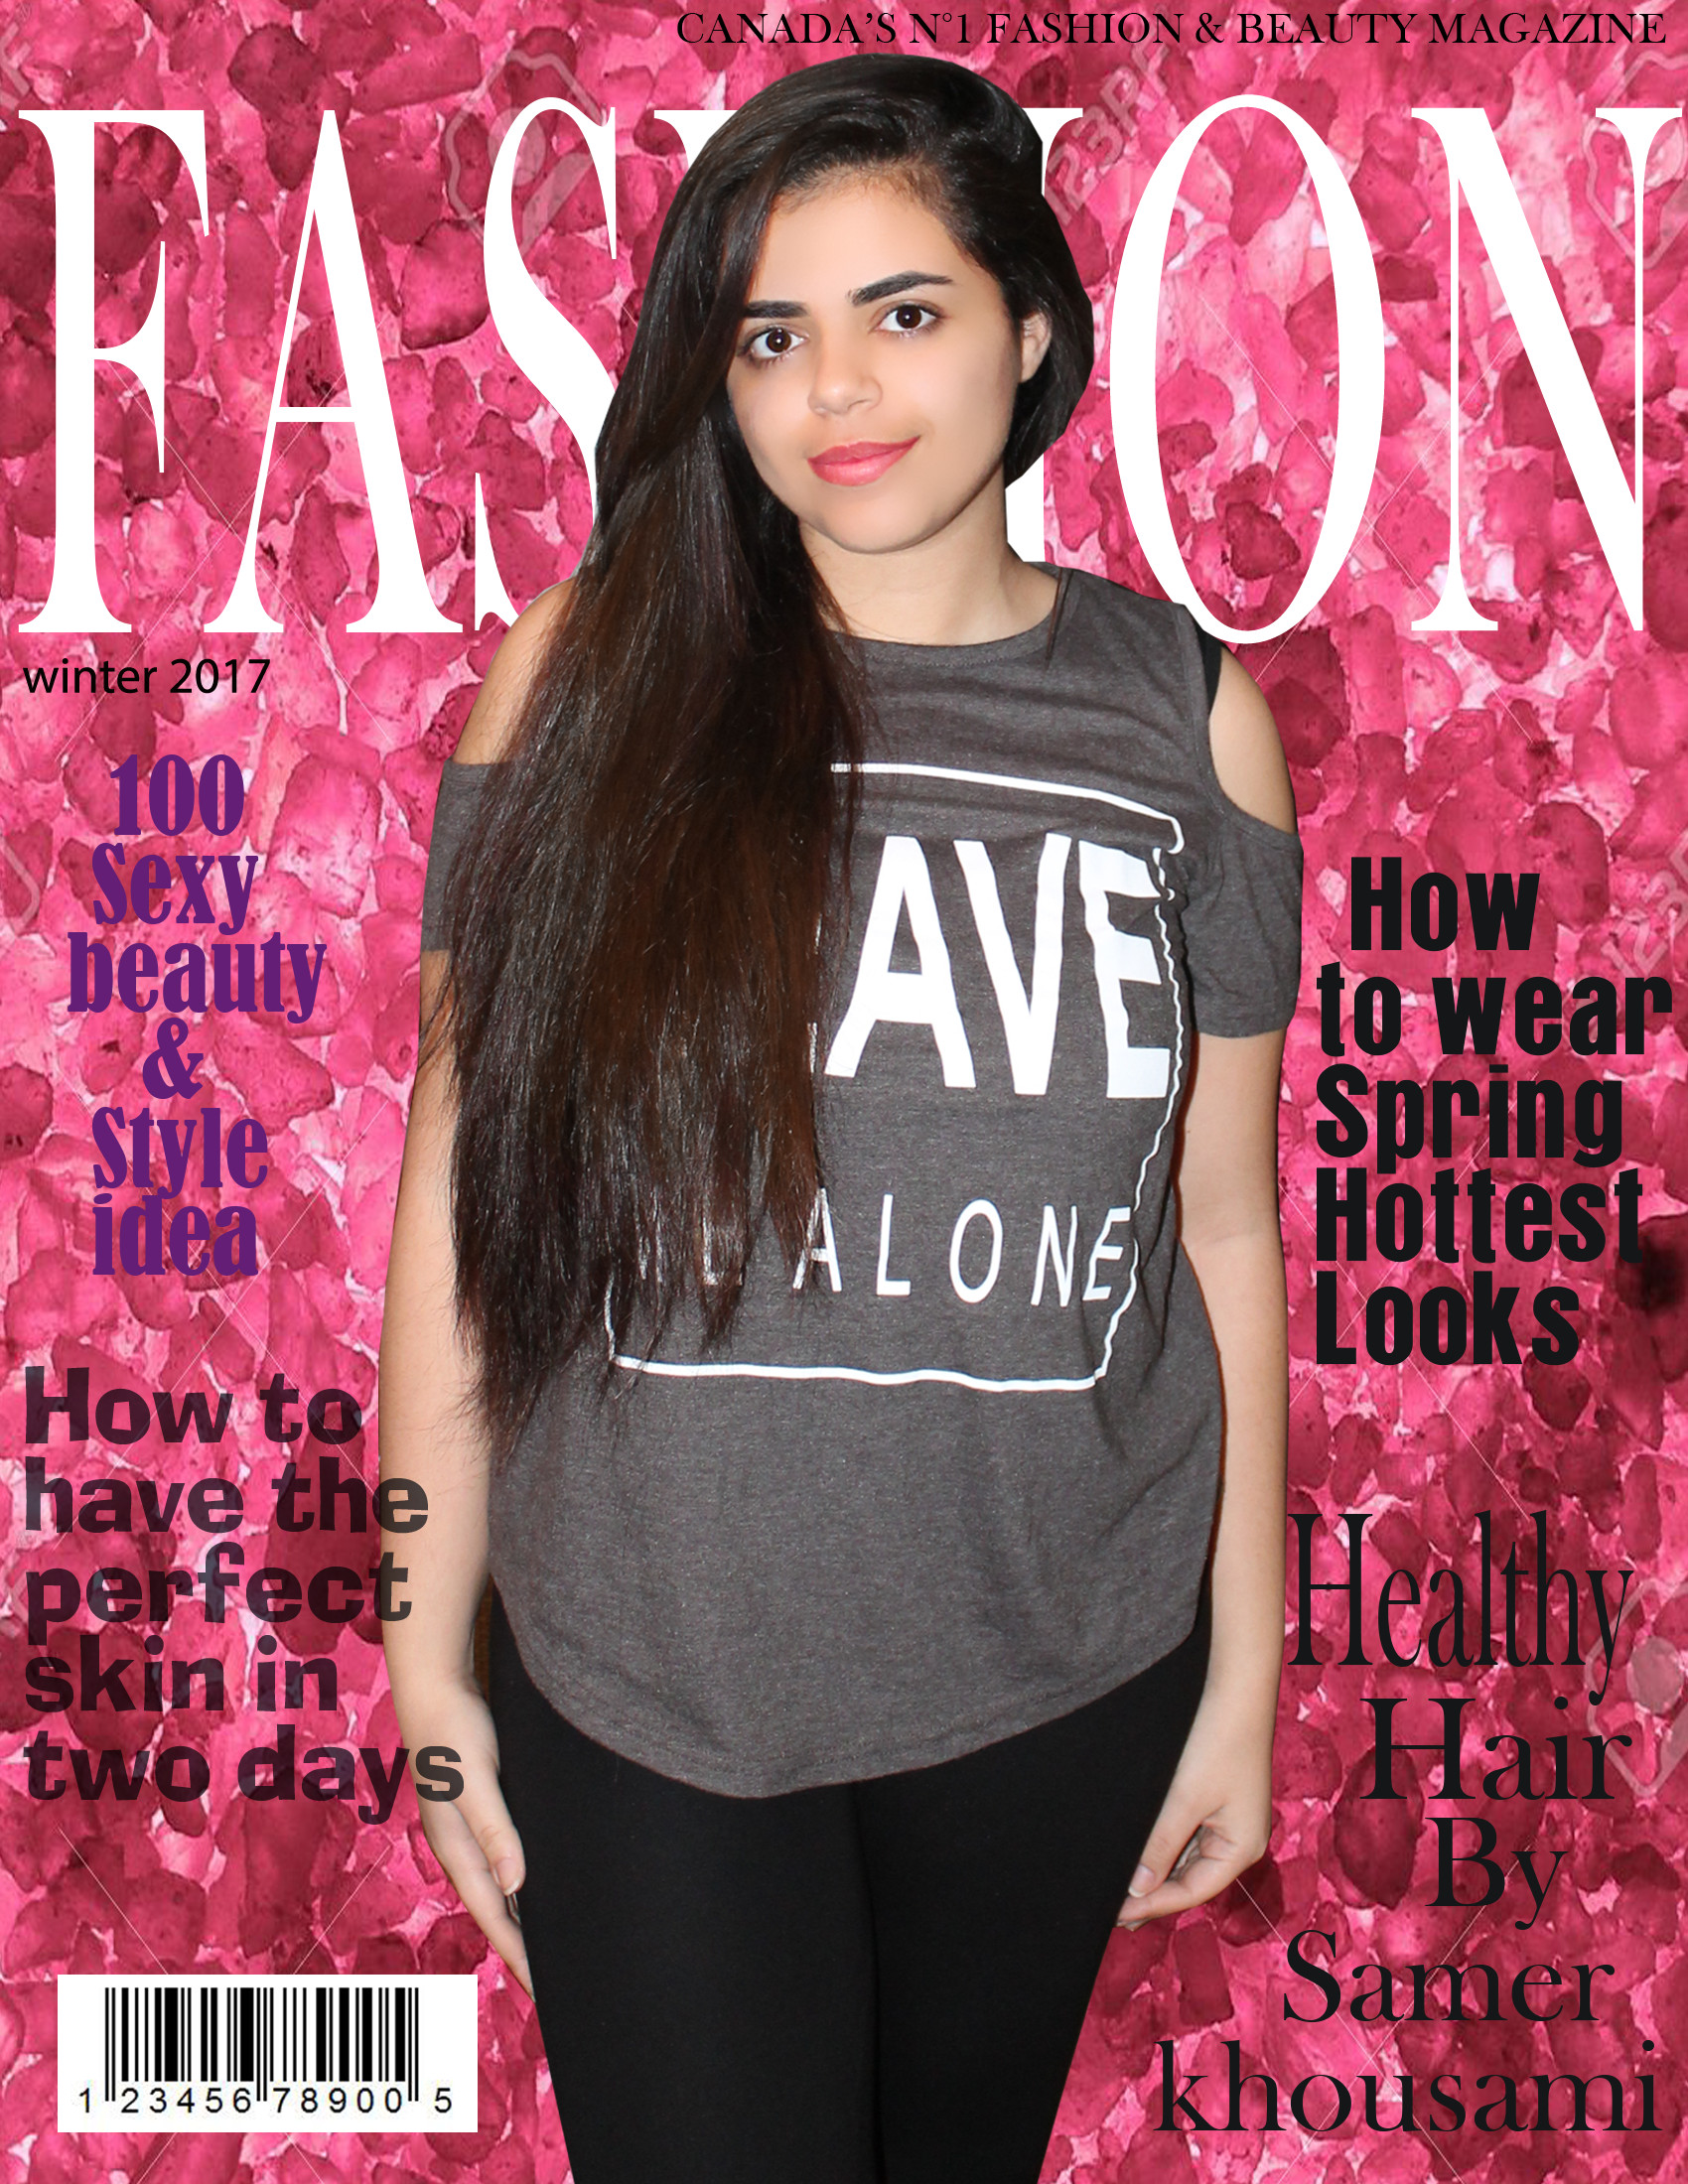 CANADA'S N°1 FASHION & BEAUTY MAGAZINE
FASHION
winter 2017
100
Sexy
beauty
&
Style
idea
How
to wear
Spring
Hottest
Looks
AVE
ALONE
How to
have the
perfect
skin in
two days
Healthy
Hair
By
Samer
khousami
1 23456 78900 5